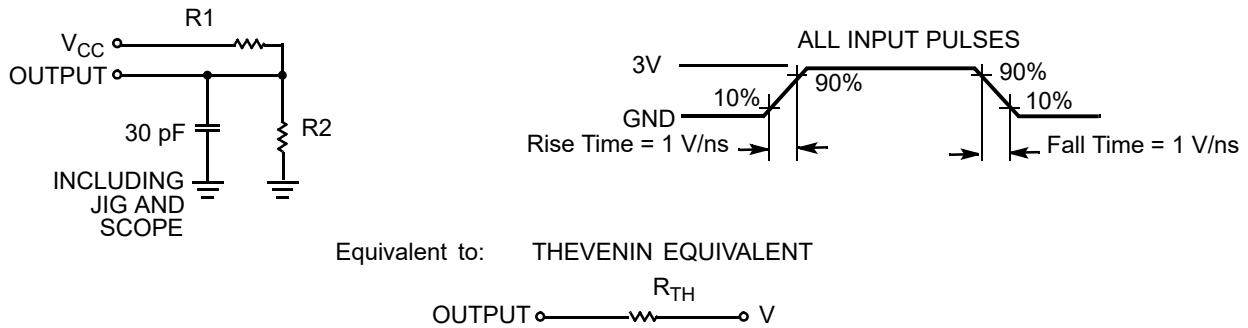 R1
V_CC
OUTPUT
30 pF
R2
INCLUDING
JIG AND
SCOPE
ALL INPUT PULSES
3V
90%
90%
10%
10%
GND
Rise Time = 1 V/ns
Fall Time = 1 V/ns
Equivalent to: THEVENIN EQUIVALENT
R_TH
OUTPUT
V